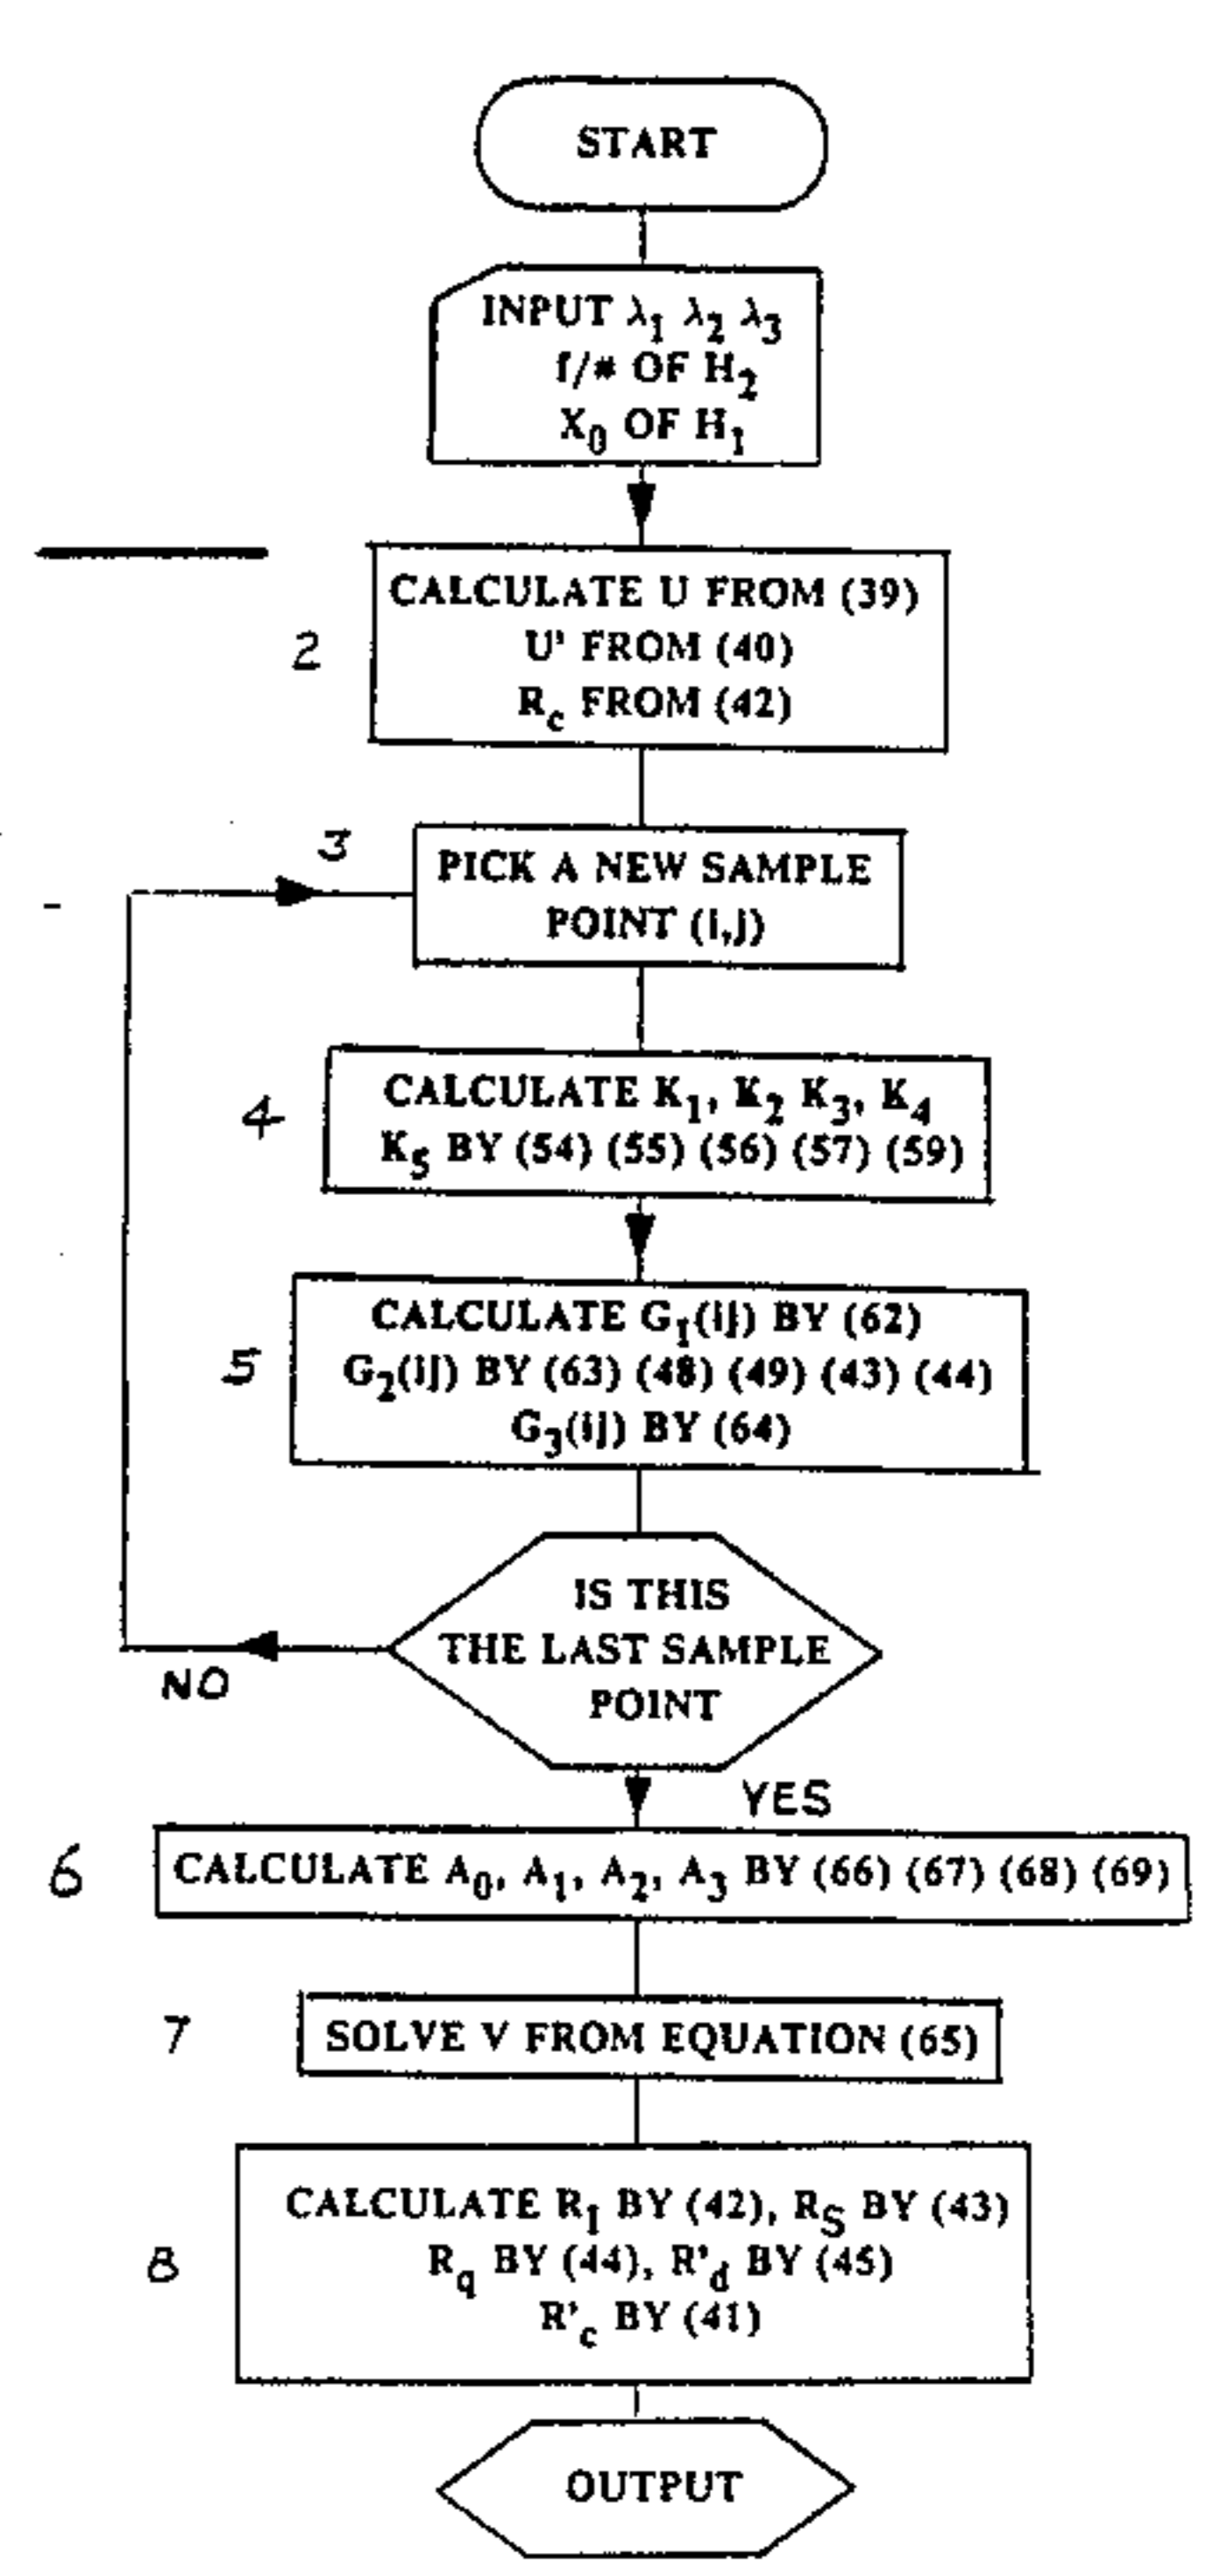 START
INPUT λ1 λ2 λ3
f/# OF H2
X0 OF H1
CALCULATE U FROM (39)
2
U' FROM (40)
Rc FROM (42)
3
PICK A NEW SAMPLE
POINT (i,j)
CALCULATE K1, K2 K3, K4
4
K5 BY (54) (55) (56) (57) (59)
CALCULATE G1(ij) BY (62)
5
G2(ij) BY (63) (48) (49) (43) (44)
G3(ij) BY (64)
IS THIS
THE LAST SAMPLE
POINT
NO
YES
6
CALCULATE A0, A1, A2, A3 BY (66) (67) (68) (69)
7
SOLVE V FROM EQUATION (65)
CALCULATE RI BY (42), RS BY (43)
8
Rq BY (44), R'd BY (45)
R'c BY (41)
OUTPUT